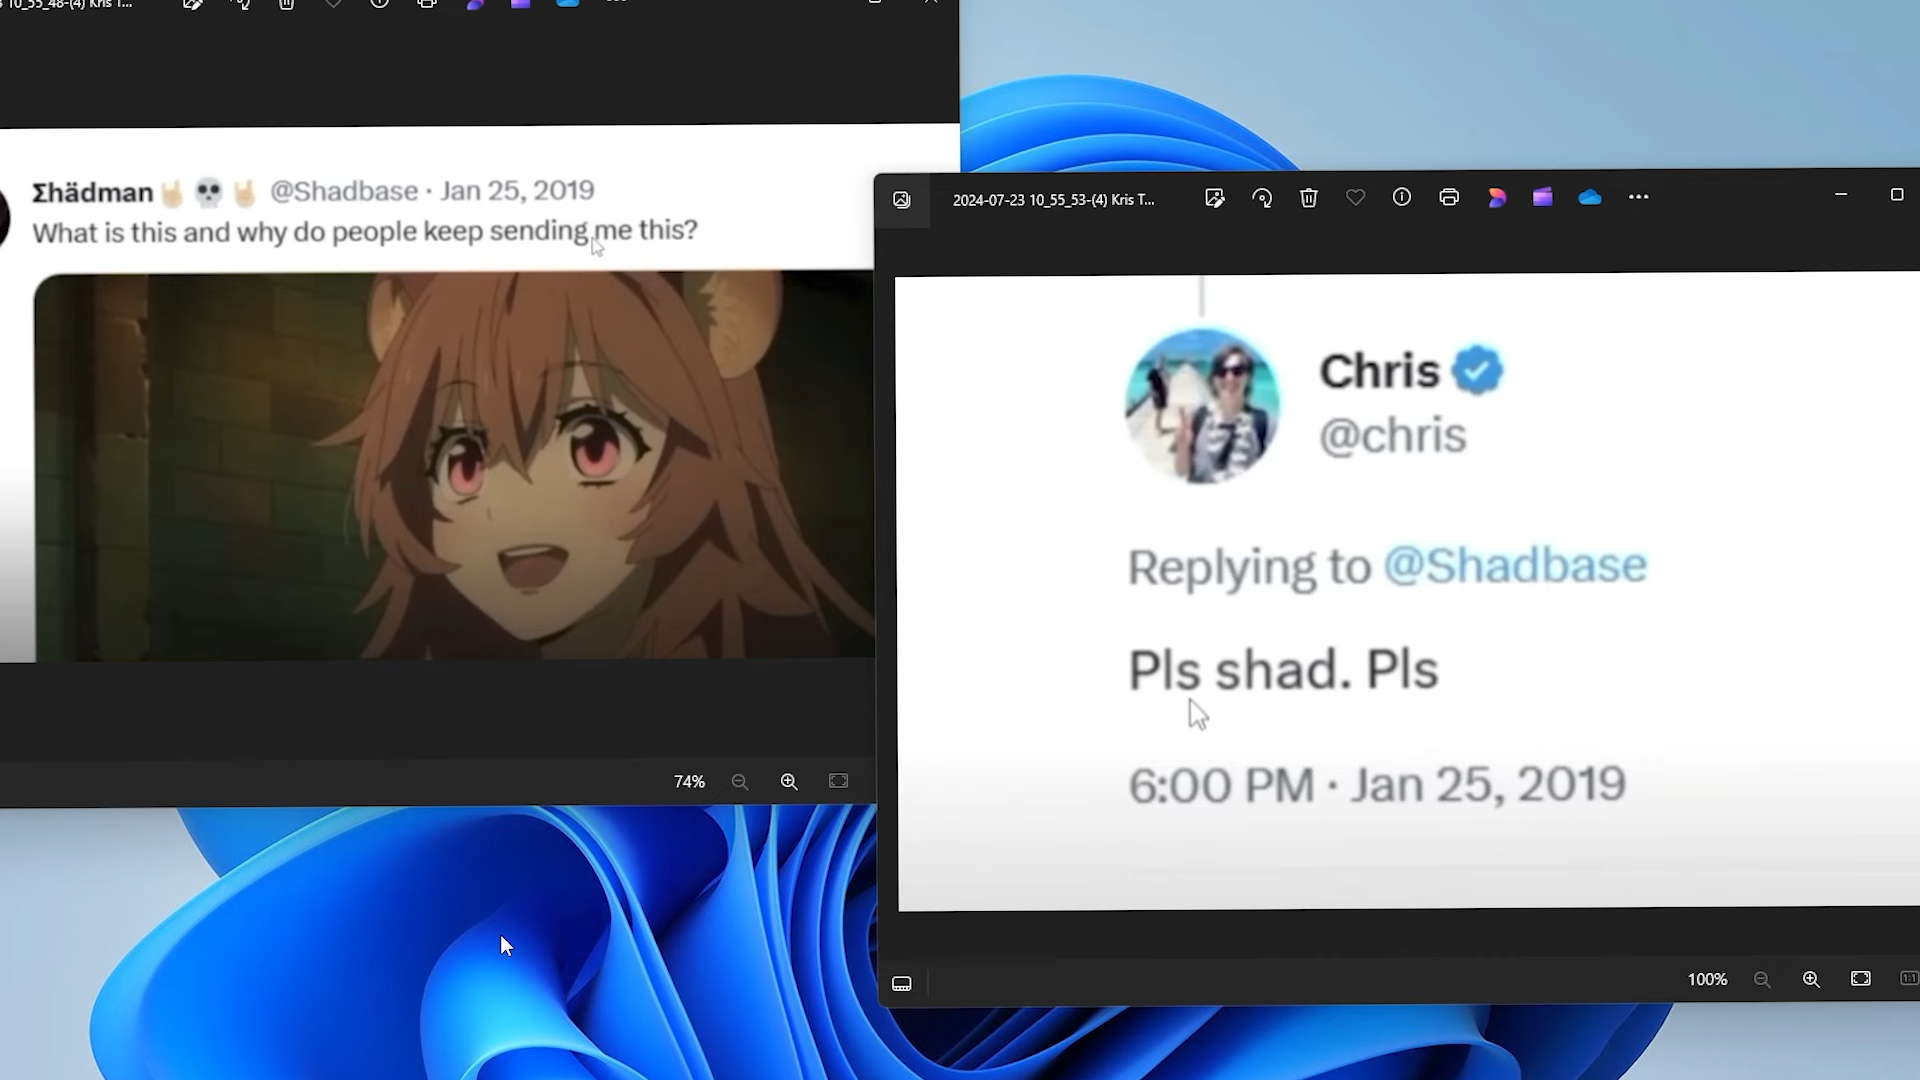 10_55_48-(4) Kris T...
Σhädman🤘🏻💀🤘🏻 @Shadbase · Jan 25, 2019
What is this and why do people keep sending me this?
74%
2024-07-23 10_55_53-(4) Kris T...
Chris
@chris
Replying to @Shadbase
Pls shad. Pls
6:00 PM · Jan 25, 2019
100%
1:1